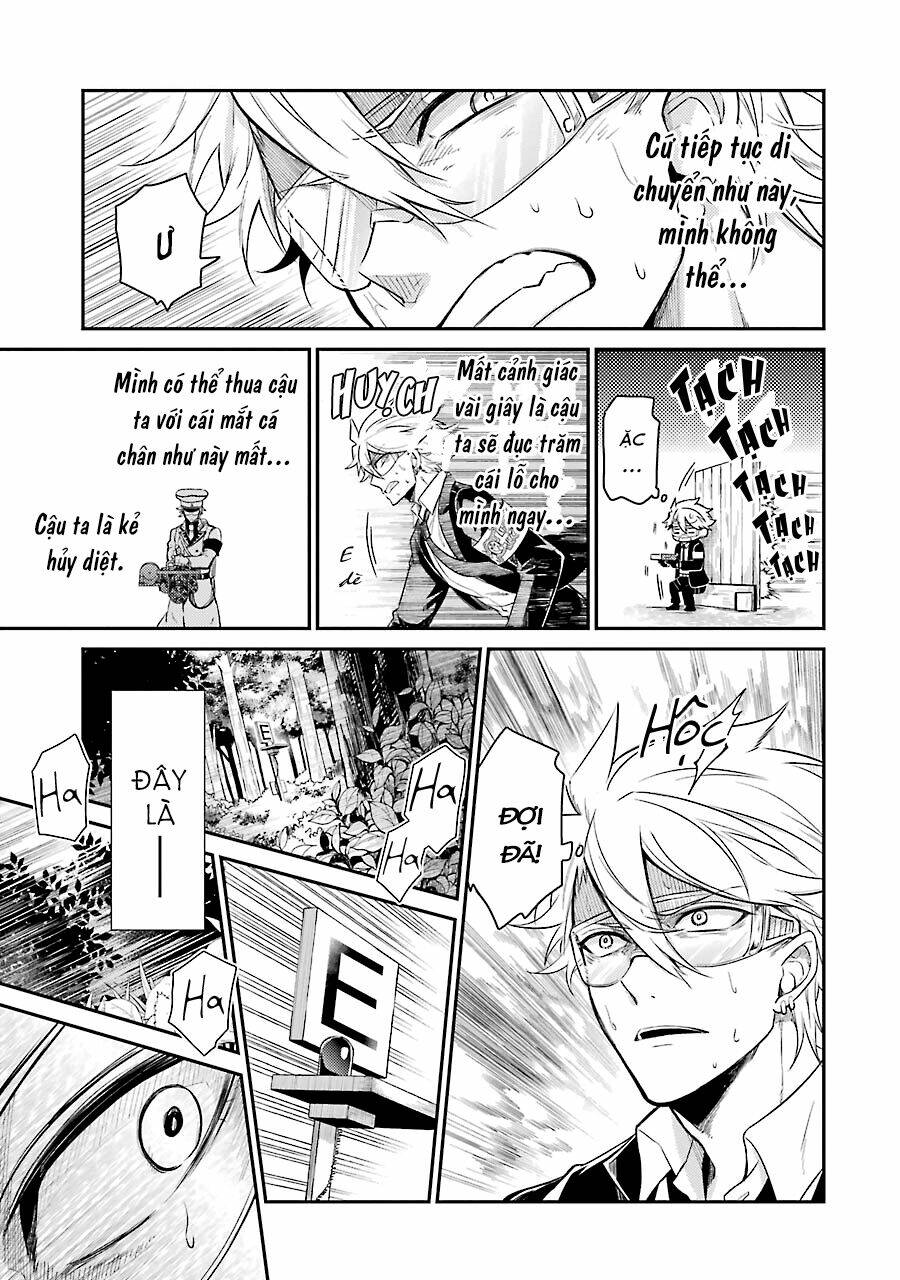 Cứ tiếp tục di
chuyển như này,
mình không
thể...
Ư
TẠCH
TẠCH
TẠCH
TẠCH
TẠCH
ẶC
...
Mất cảnh giác
vài giây là cậu
ta sẽ đục trăm
cái lỗ cho
mình ngay...
HUỴCH
E
dè
Mình có thể thua cậu
ta với cái mắt cá
chân như này mất...
Cậu ta là kẻ
hủy diệt.
Hộc
ĐỢI
ĐÃ!
E
Ha
Ha
ĐÂY
LÀ
Ha
E
Ha